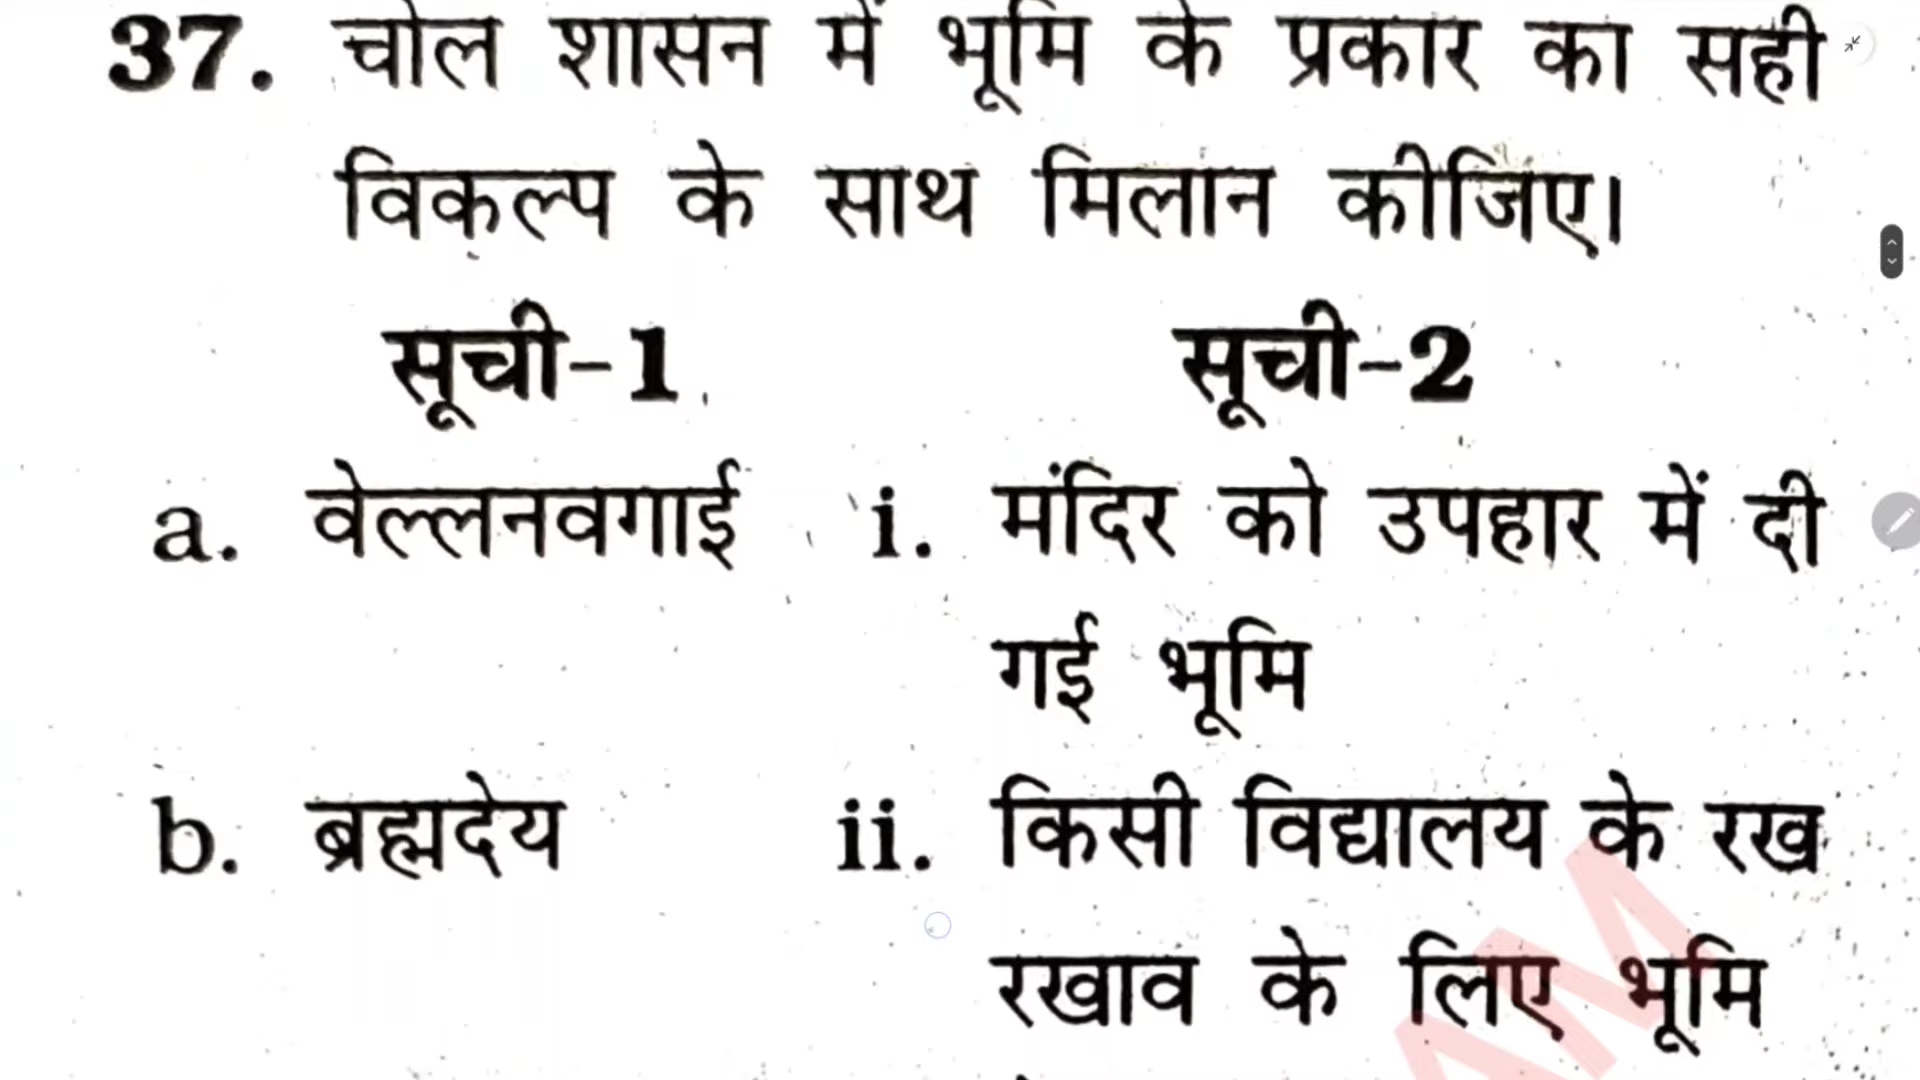 37. चोल शासन में भूमि के प्रकार का सही
विकल्प के साथ मिलान कीजिए।
सूची-1 सूची-2
a. वेल्लनवगाई i. मंदिर को उपहार में दी
गई भूमि
b. ब्रह्मदेय ii. किसी विद्यालय के रख
रखाव के लिए भूमि